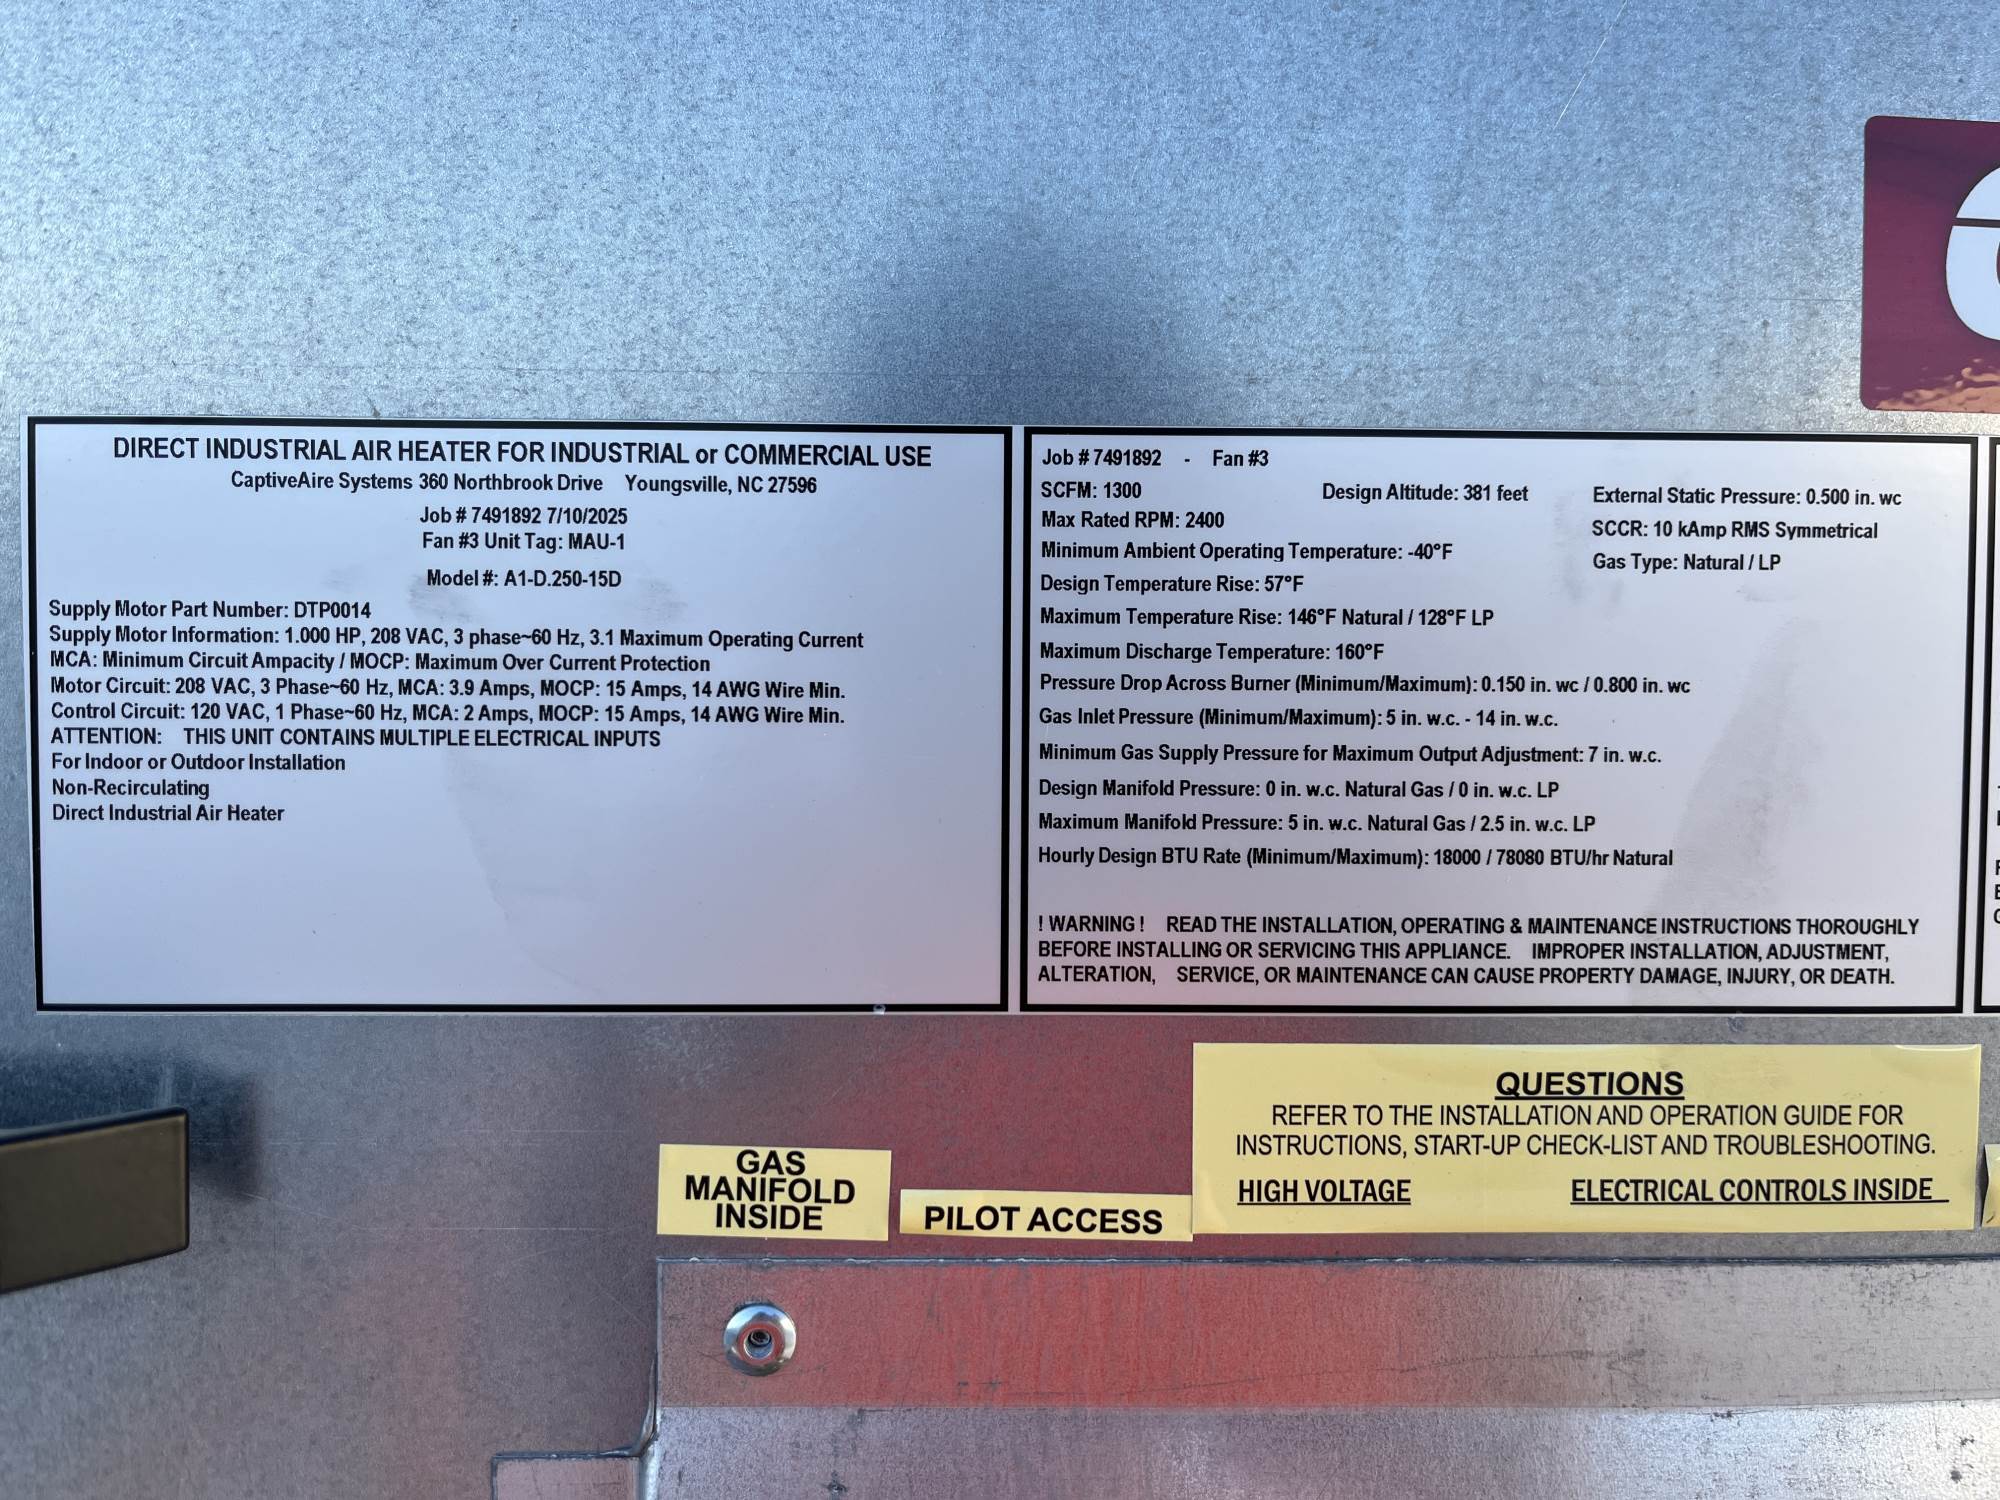 DIRECT INDUSTRIAL AIR HEATER FOR INDUSTRIAL or COMMERCIAL USE
CaptiveAire Systems 360 Northbrook Drive Youngsville, NC 27596
Job # 7491892 7/10/2025
Fan #3 Unit Tag: MAU-1
Model #: A1-D.250-15D
Supply Motor Part Number: DTP0014
Supply Motor Information: 1.000 HP, 208 VAC, 3 phase~60 Hz, 3.1 Maximum Operating Current
MCA: Minimum Circuit Ampacity / MOCP: Maximum Over Current Protection
Motor Circuit: 208 VAC, 3 Phase~60 Hz, MCA: 3.9 Amps, MOCP: 15 Amps, 14 AWG Wire Min.
Control Circuit: 120 VAC, 1 Phase~60 Hz, MCA: 2 Amps, MOCP: 15 Amps, 14 AWG Wire Min.
ATTENTION: THIS UNIT CONTAINS MULTIPLE ELECTRICAL INPUTS
For Indoor or Outdoor Installation
Non-Recirculating
Direct Industrial Air Heater
Job # 7491892 - Fan #3
SCFM: 1300 Design Altitude: 381 feet External Static Pressure: 0.500 in. wc
Max Rated RPM: 2400 SCCR: 10 kAmp RMS Symmetrical
Minimum Ambient Operating Temperature: -40°F Gas Type: Natural / LP
Design Temperature Rise: 57°F
Maximum Temperature Rise: 146°F Natural / 128°F LP
Maximum Discharge Temperature: 160°F
Pressure Drop Across Burner (Minimum/Maximum): 0.150 in. wc / 0.800 in. wc
Gas Inlet Pressure (Minimum/Maximum): 5 in. w.c. - 14 in. w.c.
Minimum Gas Supply Pressure for Maximum Output Adjustment: 7 in. w.c.
Design Manifold Pressure: 0 in. w.c. Natural Gas / 0 in. w.c. LP
Maximum Manifold Pressure: 5 in. w.c. Natural Gas / 2.5 in. w.c. LP
Hourly Design BTU Rate (Minimum/Maximum): 18000 / 78080 BTU/hr Natural
! WARNING ! READ THE INSTALLATION, OPERATING & MAINTENANCE INSTRUCTIONS THOROUGHLY
BEFORE INSTALLING OR SERVICING THIS APPLIANCE. IMPROPER INSTALLATION, ADJUSTMENT,
ALTERATION, SERVICE, OR MAINTENANCE CAN CAUSE PROPERTY DAMAGE, INJURY, OR DEATH.
GAS
MANIFOLD
INSIDE
PILOT ACCESS
QUESTIONS
REFER TO THE INSTALLATION AND OPERATION GUIDE FOR
INSTRUCTIONS, START-UP CHECK-LIST AND TROUBLESHOOTING.
HIGH VOLTAGE ELECTRICAL CONTROLS INSIDE